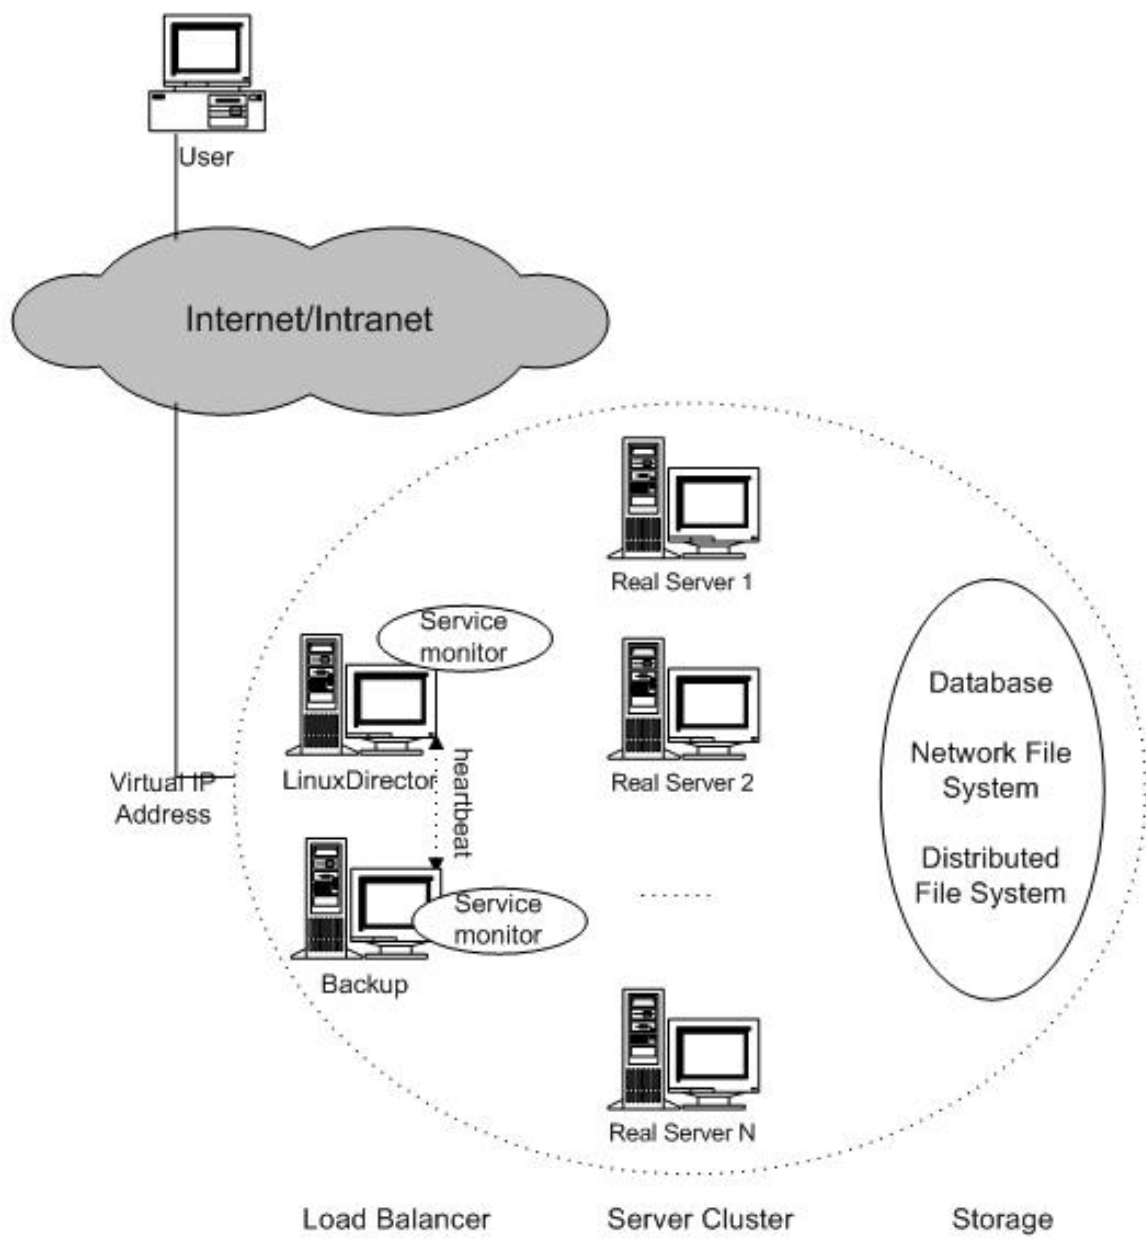 User
Internet/Intranet
Real Server 1
Service
monitor
Database
Virtual IP
Address
LinuxDirector
heartbeat
Real Server 2
Network File
System
Distributed
File System
Service
monitor
Backup
Real Server N
Load Balancer
Server Cluster
Storage